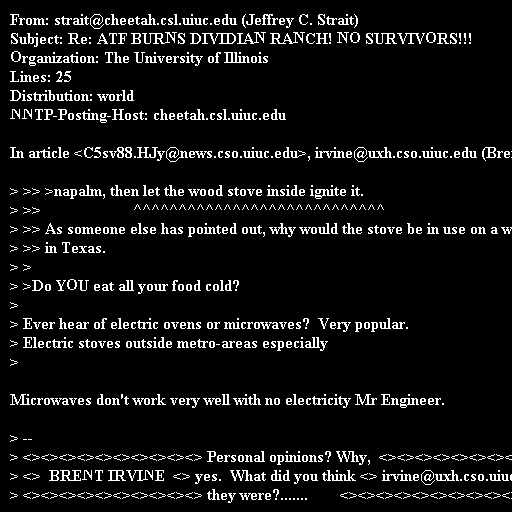 From: strait@cheetah.csl.uiuc.edu (Jeffrey C. Strait)
Subject: Re: ATF BURNS DIVIDIAN RANCH! NO SURVIVORS!!!
Organization: The University of Illinois
Lines: 25
Distribution: world
NNTP-Posting-Host: cheetah.csl.uiuc.edu

In article <C5sv88.HJy@news.cso.uiuc.edu>, irvine@uxh.cso.uiuc.edu (Bren

> >> >napalm, then let the wood stove inside ignite it.
> >>                     ^^^^^^^^^^^^^^^^^^^^^^^^^^^^
> >> As someone else has pointed out, why would the stove be in use on a w
> >> in Texas.
> >
> >Do YOU eat all your food cold?
>
> Ever hear of electric ovens or microwaves?  Very popular.
> Electric stoves outside metro-areas especially
>

Microwaves don't work very well with no electricity Mr Engineer.

> --
> <><><><><><><><><><> Personal opinions? Why,  <><><><><><><><
> <>  BRENT IRVINE  <> yes.  What did you think <> irvine@uxh.cso.uiuc
> <><><><><><><><><><> they were?.......       <><><><><><><><><><